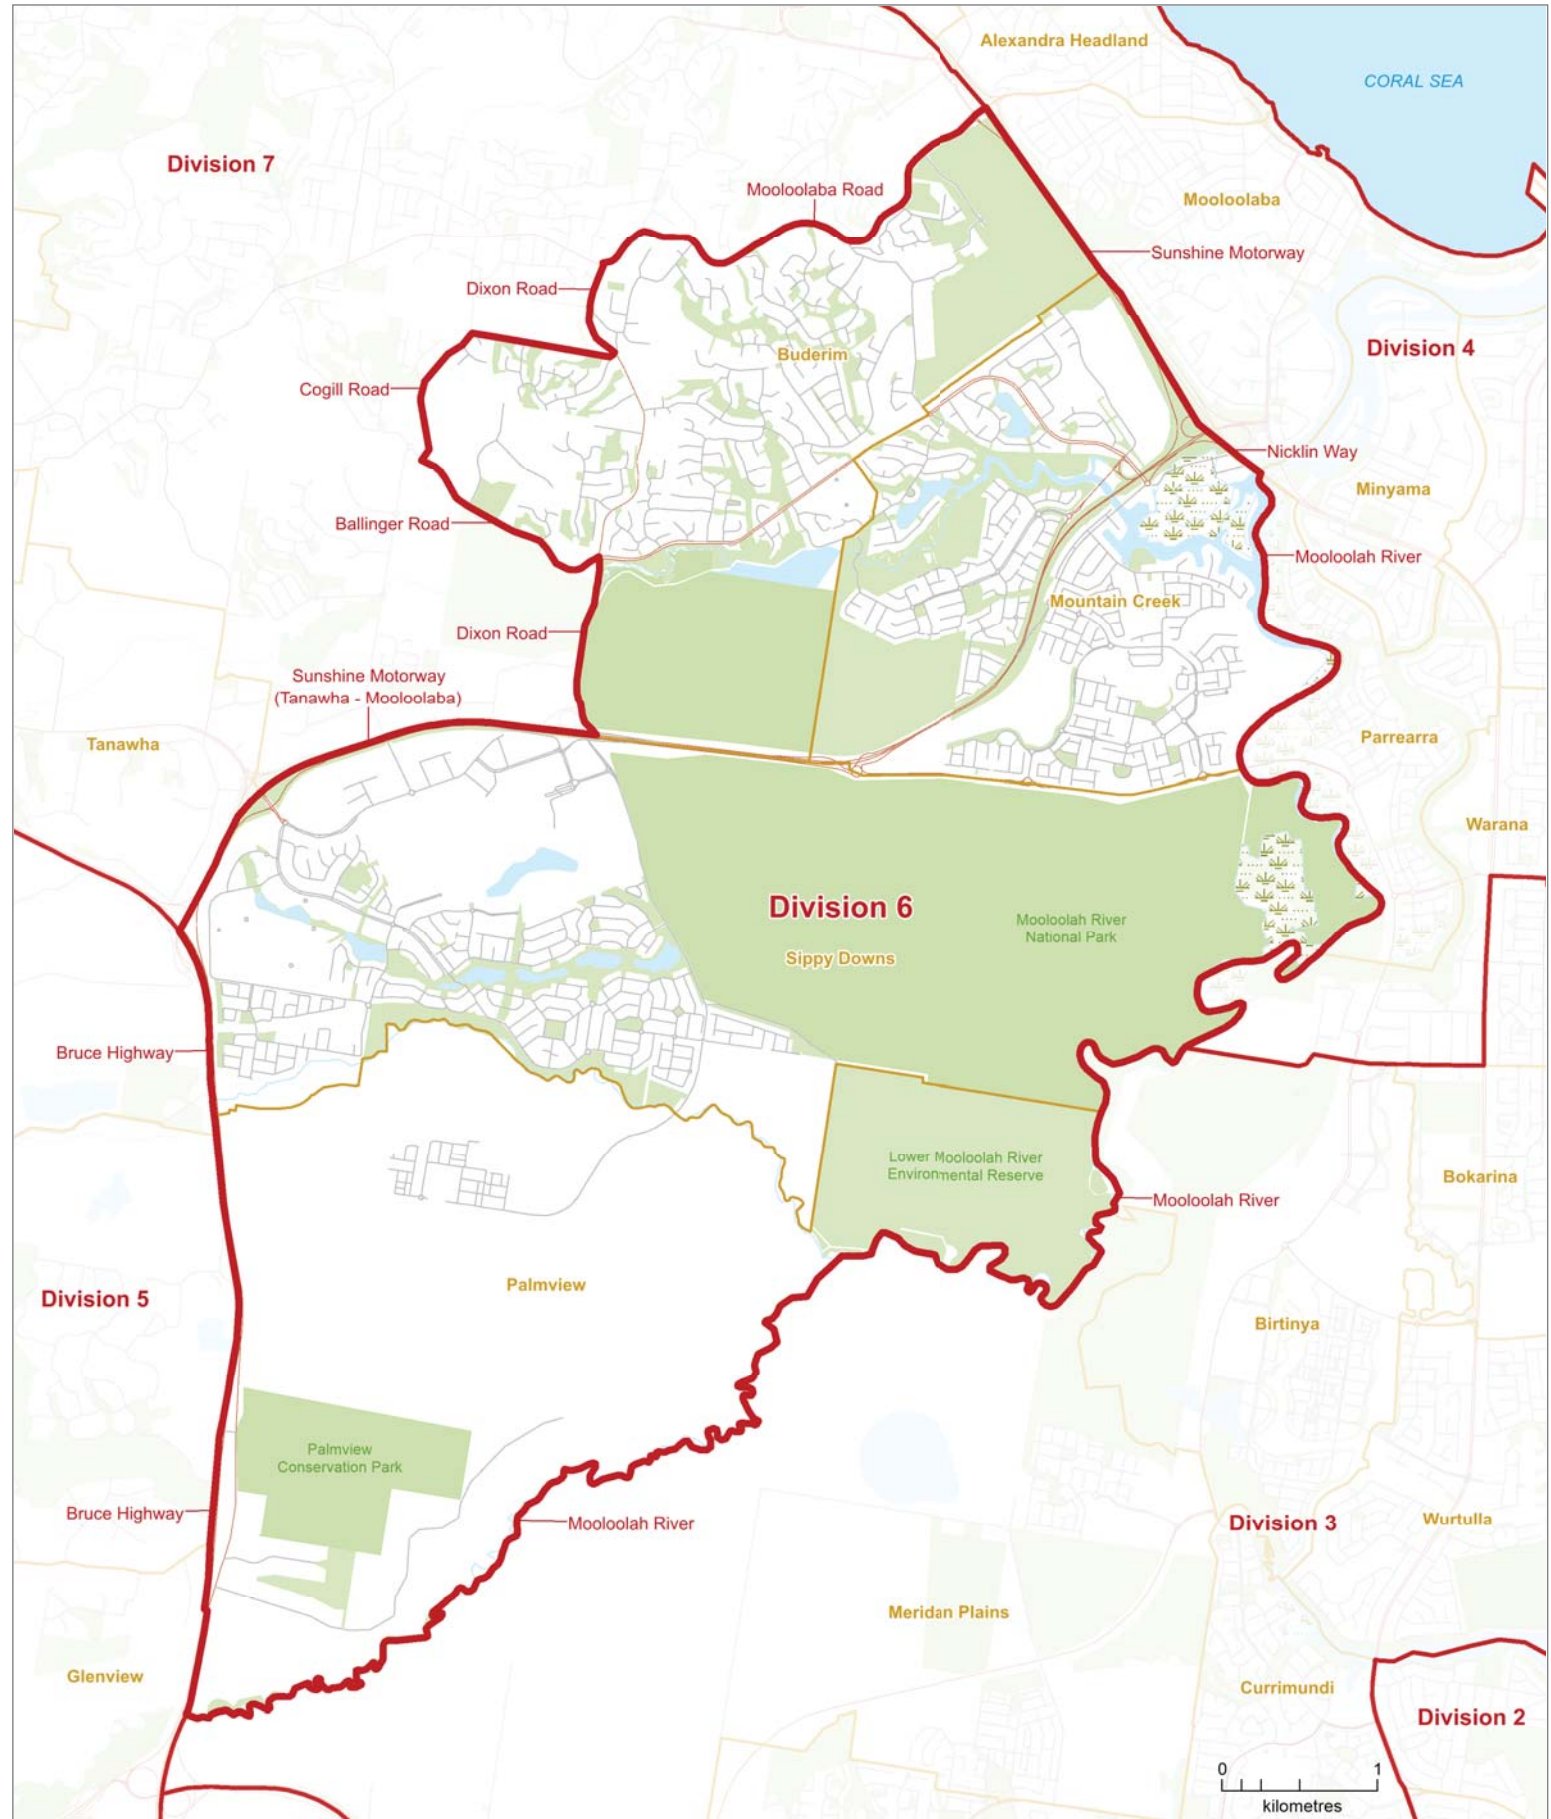 Alexandra Headland
CORAL SEA
Division 7
Mooloolaba Road
Mooloolaba
Sunshine Motorway
Dixon Road
Division 4
Buderim
Cogill Road
Nicklin Way
Minyama
Ballinger Road
Mooloolah River
Mountain Creek
Dixon Road
Sunshine Motorway
(Tanawha - Mooloolaba)
Tanawha
Parrearra
Warana
Division 6
Mooloolah River
National Park
Sippy Downs
Bruce Highway
Lower Mooloolah River
Environmental Reserve
Bokarina
Mooloolah River
Palmview
Division 5
Birtinya
Palmview
Conservation Park
Bruce Highway
Mooloolah River
Division 3
Wurtulla
Meridan Plains
Glenview
Currimundi
Division 2
0 1
kilometres